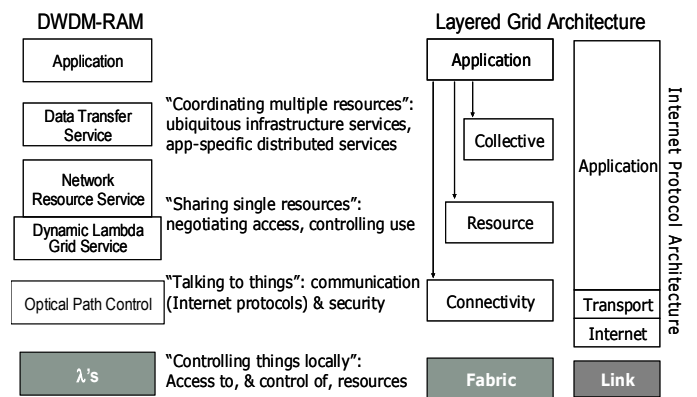 DWDM-RAM
Layered Grid Architecture
Application
Data Transfer
Service
Network
Resource Service
Dynamic Lambda
Grid Service
Optical Path Control
λ's
“Coordinating multiple resources”:
ubiquitous infrastructure services,
app-specific distributed services
“Sharing single resources”:
negotiating access, controlling use
“Talking to things”: communication
(Internet protocols) & security
“Controlling things locally”:
Access to, & control of, resources
Application
Collective
Resource
Connectivity
Fabric
Application
Transport
Internet
Link
Internet Protocol Architecture